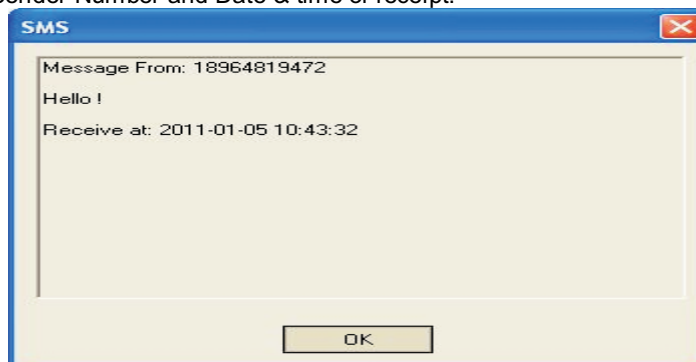 Sender Number and Date & time of receipt.
SMS
Message From: 18964819472
Hello !
Receive at: 2011-01-05 10:43:32
OK